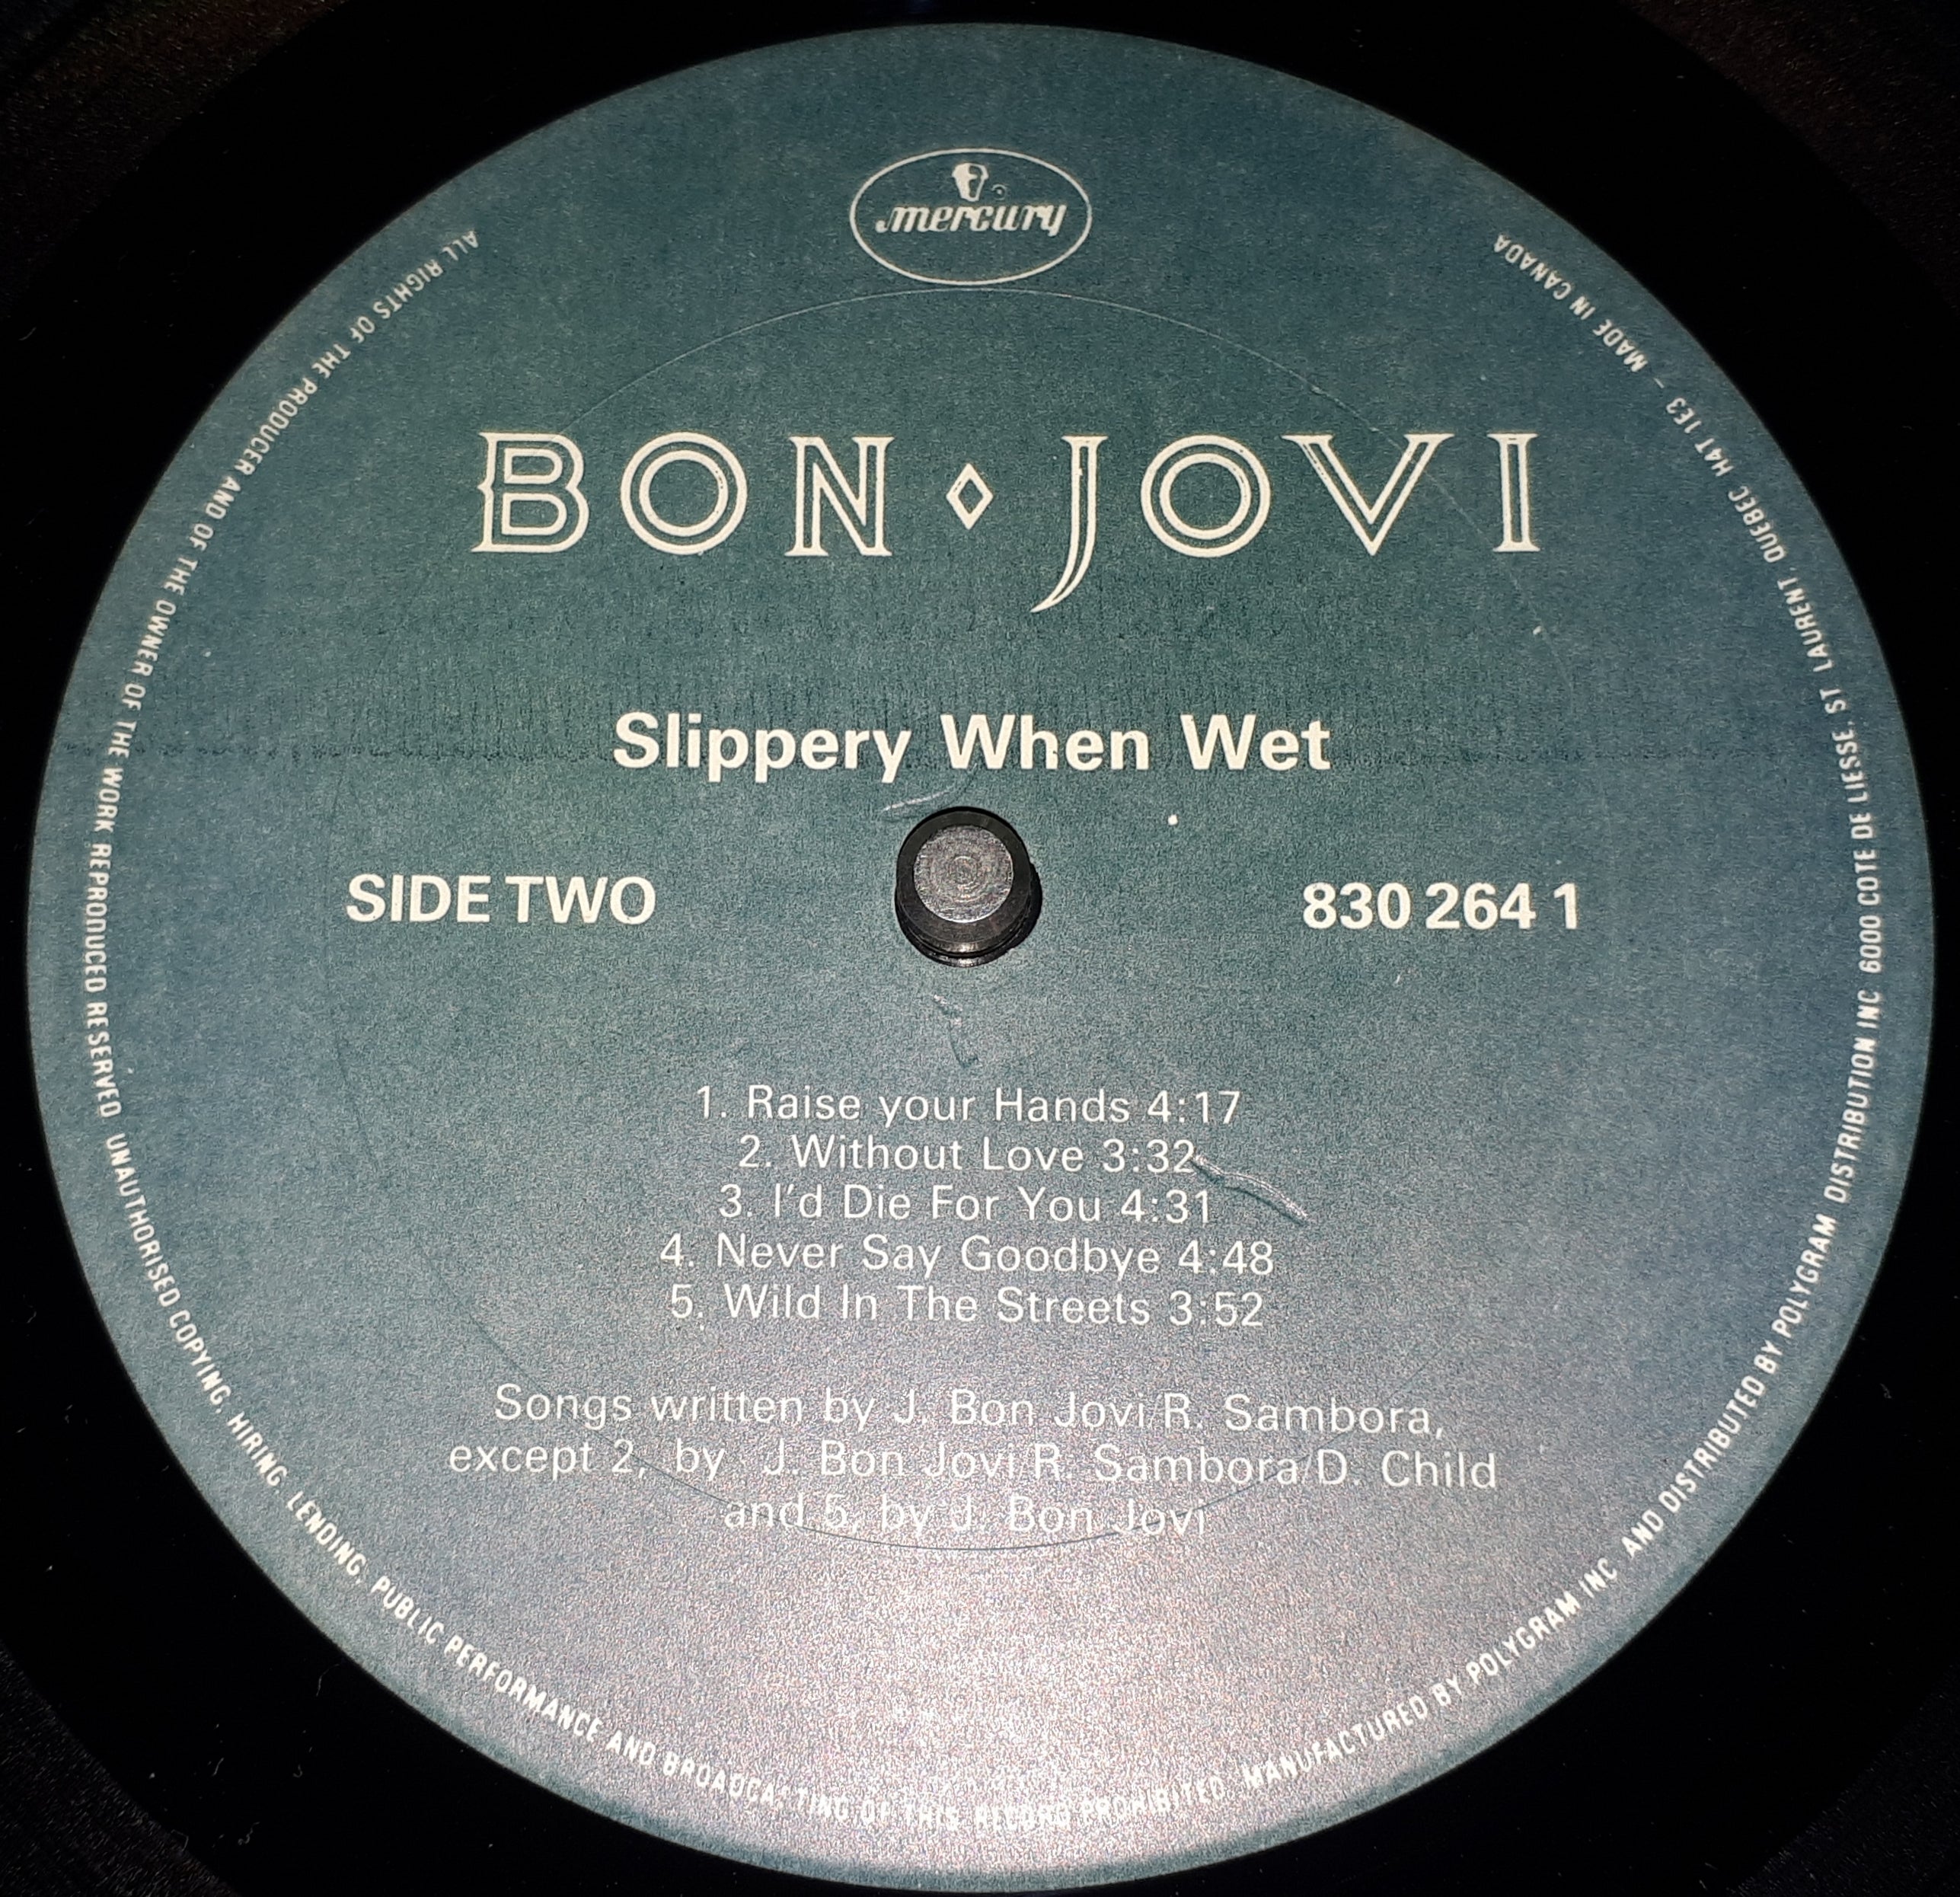 mercury
BON JOVI
Slippery When Wet
SIDE TWO
830 264 1
1. Raise your Hands 4:17
2. Without Love 3:32
3. I'd Die For You 4:31
4. Never Say Goodbye 4:48
5. Wild In The Streets 3:52
Songs written by J. Bon Jovi/R. Sambora,
except 2, by J. Bon Jovi/R. Sambora/D. Child
and 5, by J. Bon Jovi
ALL RIGHTS OF THE PRODUCER AND OF THE OWNER OF THE WORK REPRODUCED RESERVED UNAUTHORISED COPYING, HIRING, LENDING, PUBLIC PERFORMANCE AND BROADCASTING OF THIS RECORD PROHIBITED. MANUFACTURED BY POLYGRAM INC AND DISTRIBUTED BY POLYGRAM DISTRIBUTION INC 6000 COTE DE LIESSE, ST LAURENT, QUEBEC H4T 1E3 – MADE IN CANADA